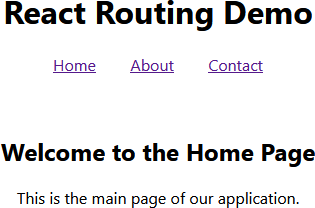 React Routing Demo
Home About Contact
Welcome to the Home Page
This is the main page of our application.